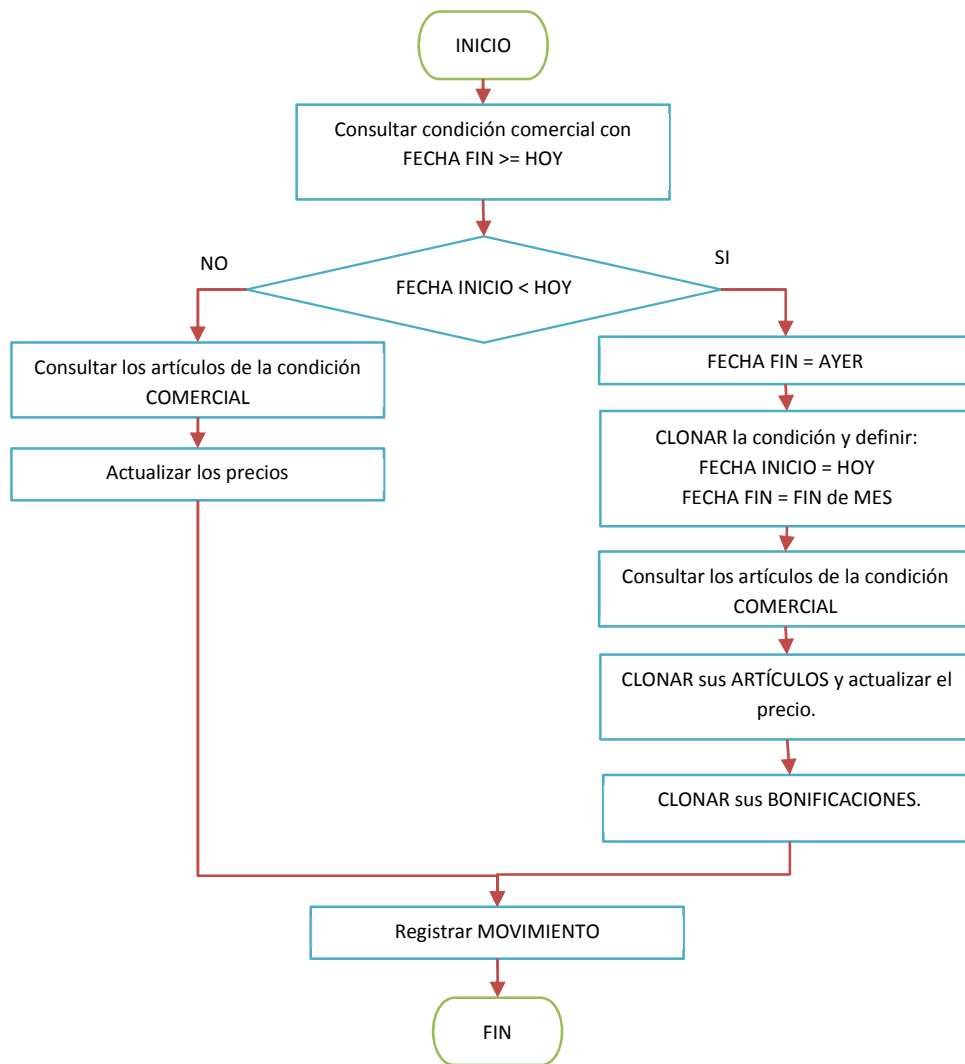 INICIO
Consultar condición comercial con
FECHA FIN >= HOY
NO
SI
FECHA INICIO < HOY
Consultar los artículos de la condición
COMERCIAL
Actualizar los precios
FECHA FIN = AYER
CLONAR la condición y definir:
FECHA INICIO = HOY
FECHA FIN = FIN de MES
Consultar los artículos de la condición
COMERCIAL
CLONAR sus ARTÍCULOS y actualizar el
precio.
CLONAR sus BONIFICACIONES.
Registrar MOVIMIENTO
FIN